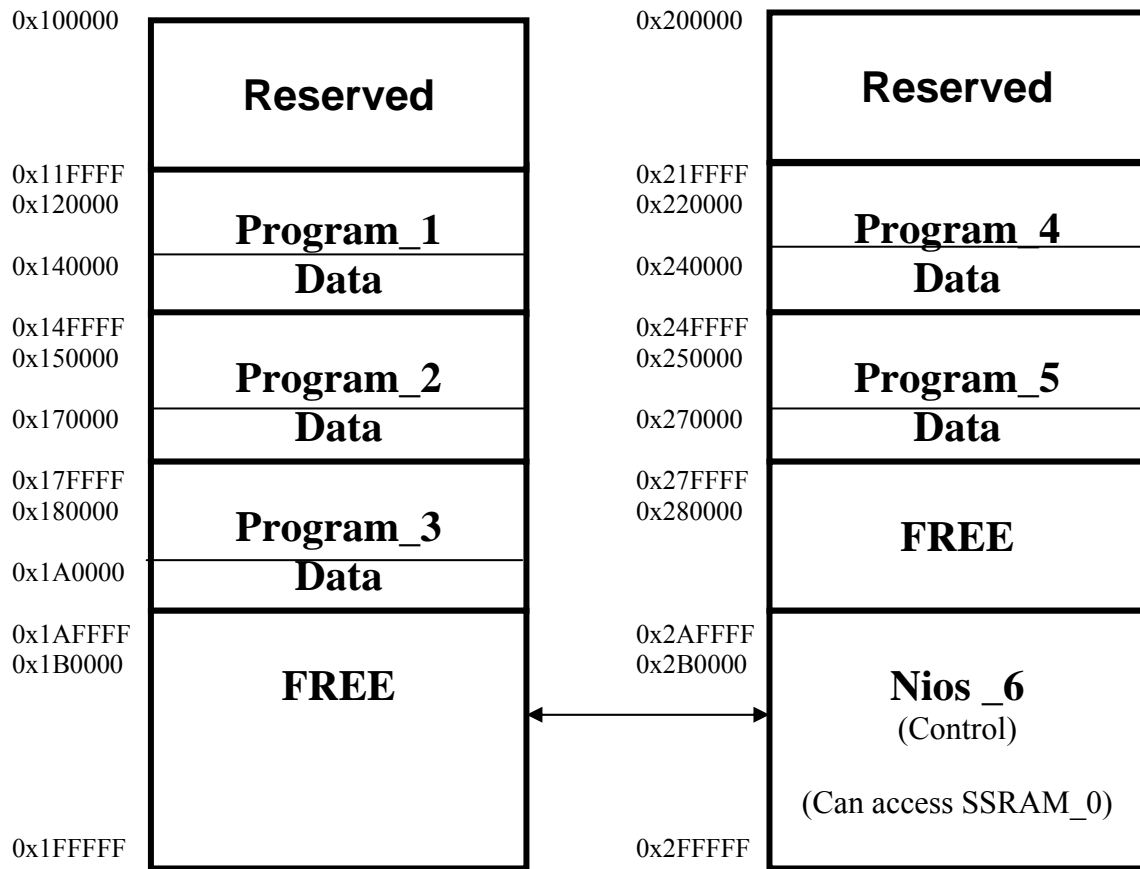 0x100000
Reserved
0x11FFFF
0x120000
Program_1
0x140000
Data
0x14FFFF
0x150000
Program_2
0x170000
Data
0x17FFFF
0x180000
Program_3
0x1A0000
Data
0x1AFFFF
0x1B0000
FREE
0x1FFFFF
0x200000
Reserved
0x21FFFF
0x220000
Program_4
0x240000
Data
0x24FFFF
0x250000
Program_5
0x270000
Data
0x27FFFF
0x280000
FREE
0x2AFFFF
0x2B0000
Nios _6
(Control)
(Can access SSRAM_0)
0x2FFFFF